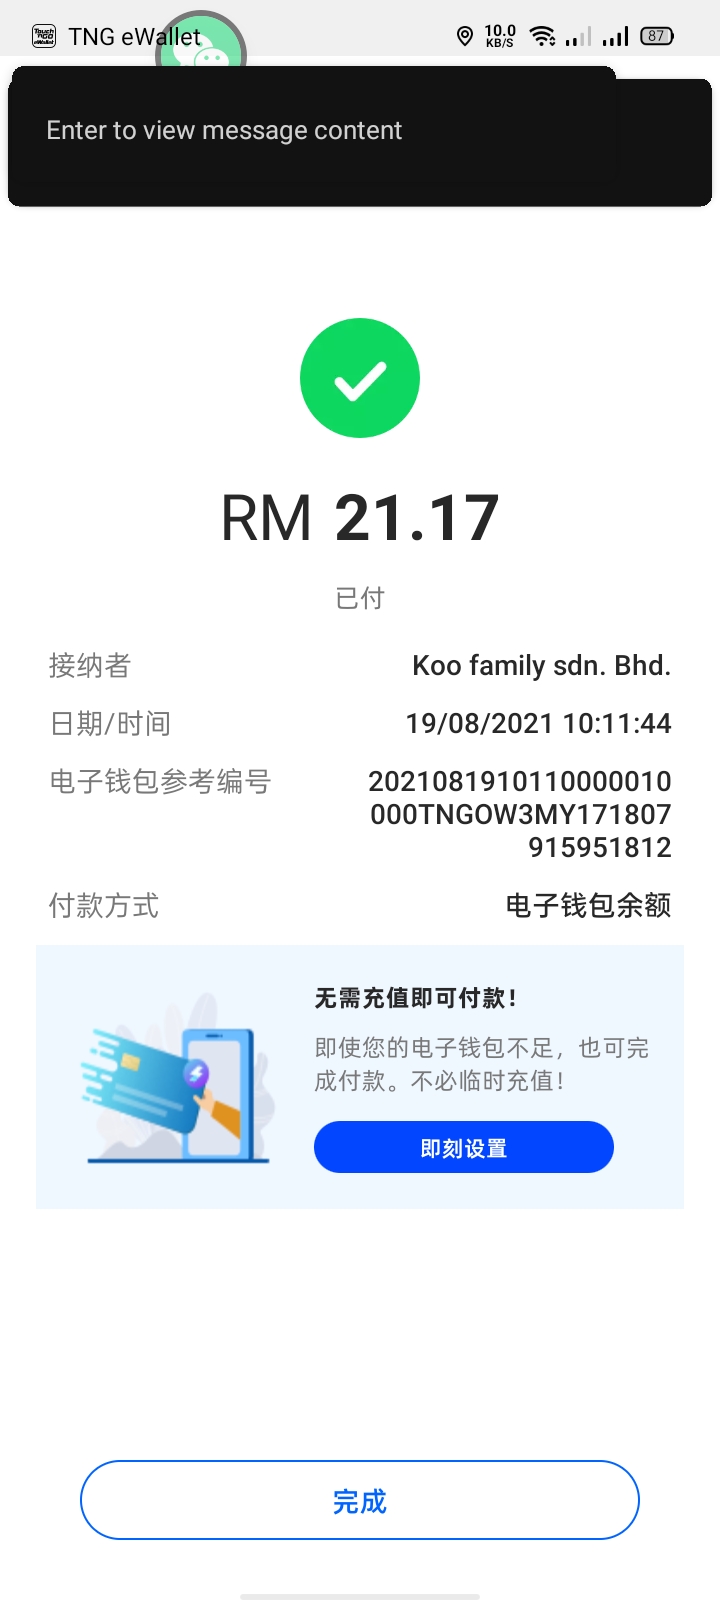 TNG eWallet
10.0
KB/S
87
Enter to view message content
RM 21.17
已付
接纳者 Koo family sdn. Bhd.
日期/时间 19/08/2021 10:11:44
电子钱包参考编号 2021081910110000010
000TNGOW3MY171807
915951812
付款方式 电子钱包余额
无需充值即可付款！
即使您的电子钱包不足，也可完
成付款。不必临时充值！
即刻设置
完成